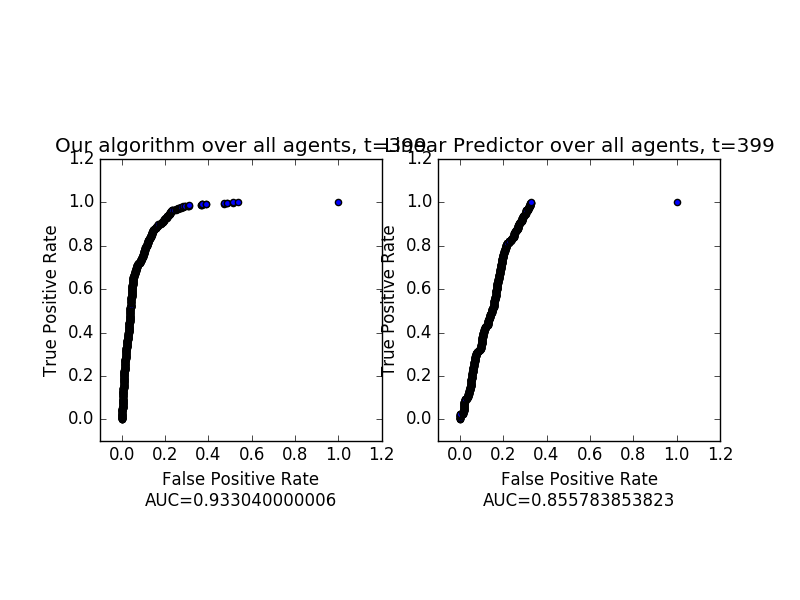 Our algorithm over all agents, t=399
Linear Predictor over all agents, t=399
1.2
1.0
0.8
0.6
0.4
0.2
0.0
True Positive Rate
0.0 0.2 0.4 0.6 0.8 1.0 1.2
False Positive Rate
AUC=0.933040000006
1.2
1.0
0.8
0.6
0.4
0.2
0.0
True Positive Rate
0.0 0.2 0.4 0.6 0.8 1.0 1.2
False Positive Rate
AUC=0.855783853823